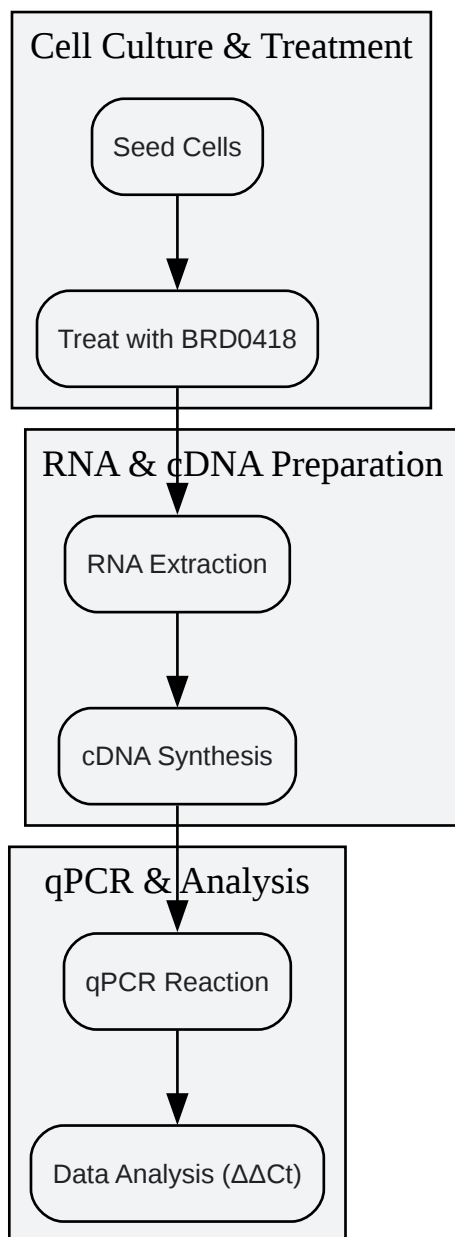 Cell Culture & Treatment
Seed Cells
Treat with BRD0418
RNA & cDNA Preparation
RNA Extraction
cDNA Synthesis
qPCR & Analysis
qPCR Reaction
Data Analysis (ΔΔCt)